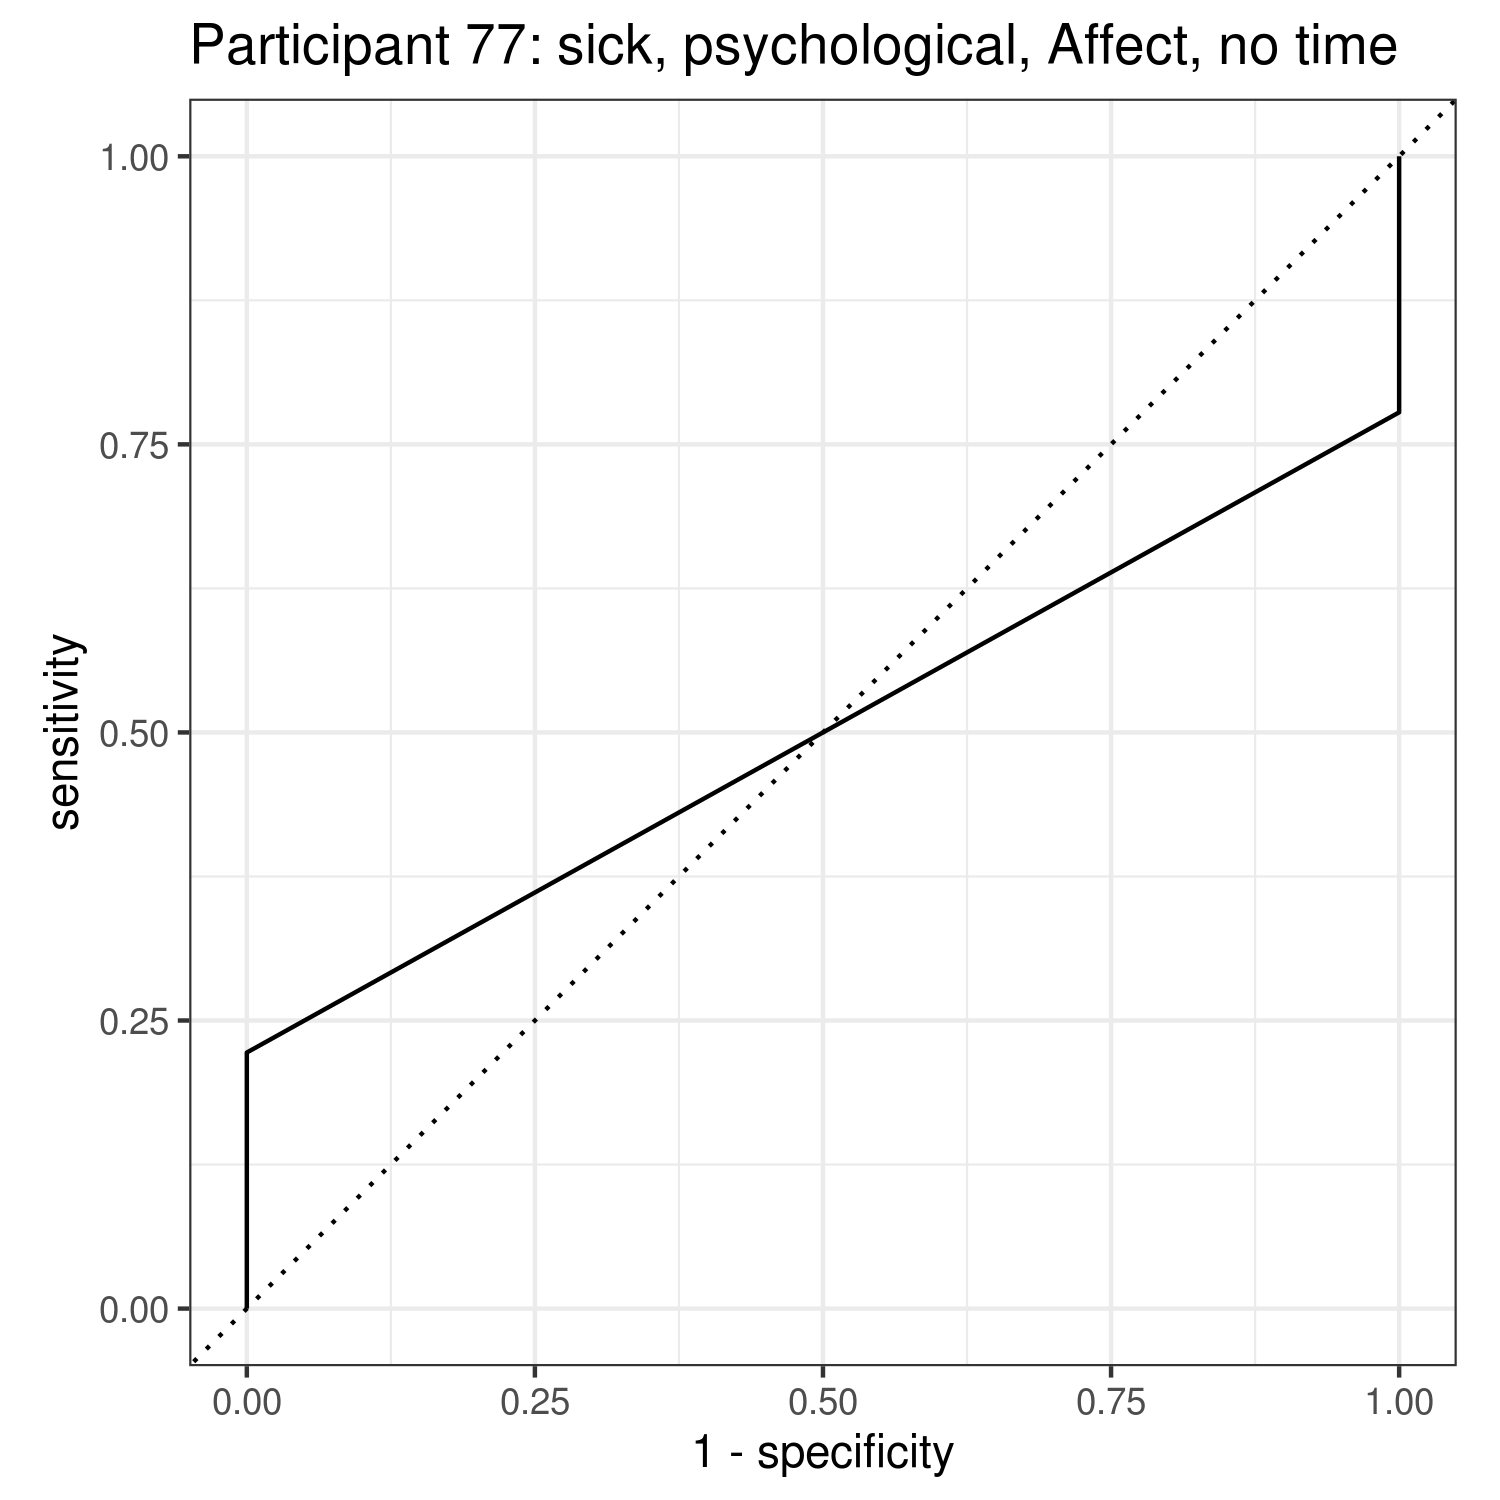 Participant 77: sick, psychological, Affect, no time
1.00
0.75
0.50
0.25
0.00
sensitivity
0.00 0.25 0.50 0.75 1.00
1 - specificity